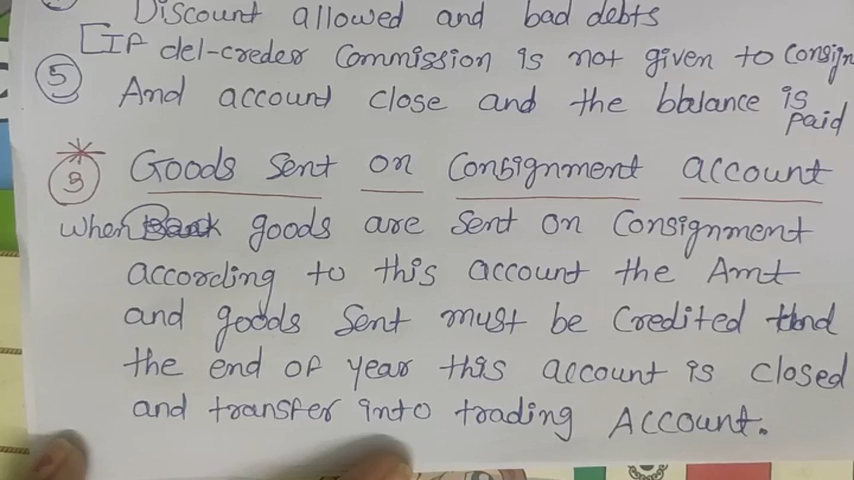 Discount allowed and bad debts
[If del-creder Commission is not given to Consign
5 And account close and the bbalance is paid
3 Goods Sent on Consignment account
When goods are Sent on Consignment
according to this account the Amt
and goods Sent must be Credited
the end of year this account is closed
and transfer into trading Account.